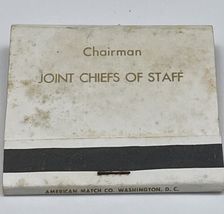 Chairman
JOINT CHIEFS OF STAFF
AMERICAN MATCH CO. WASHINGTON, D. C.